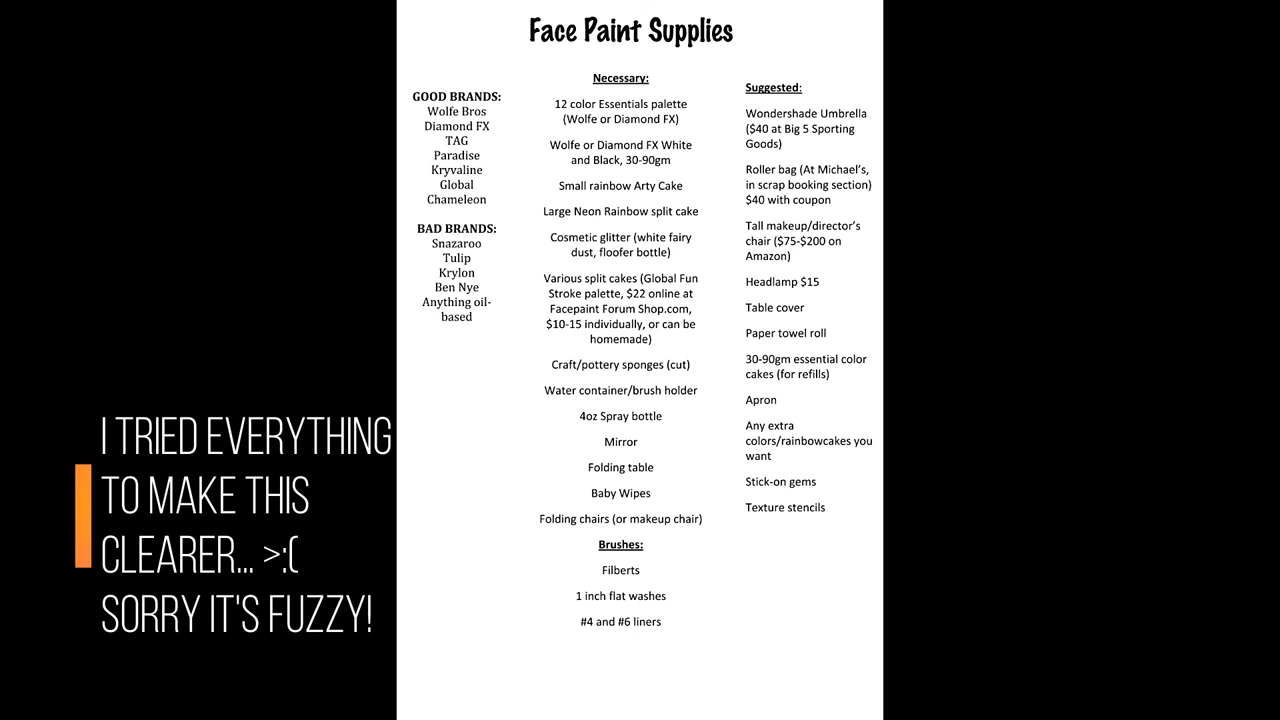 Face Paint Supplies
GOOD BRANDS:
Wolfe Bros
Diamond FX
TAG
Paradise
Kryvaline
Global
Chameleon
BAD BRANDS:
Snazaroo
Tulip
Krylon
Ben Nye
Anything oil-
based
Necessary:
12 color Essentials palette
(Wolfe or Diamond FX)
Wolfe or Diamond FX White
and Black, 30-90gm
Small rainbow Arty Cake
Large Neon Rainbow split cake
Cosmetic glitter (white fairy
dust, floofer bottle)
Various split cakes (Global Fun
Stroke palette, $22 online at
Facepaint Forum Shop.com,
$10-15 individually, or can be
homemade)
Craft/pottery sponges (cut)
Water container/brush holder
4oz Spray bottle
Mirror
Folding table
Baby Wipes
Folding chairs (or makeup chair)
Brushes:
Filberts
1 inch flat washes
#4 and #6 liners
Suggested:
Wondershade Umbrella
($40 at Big 5 Sporting
Goods)
Roller bag (At Michael's,
in scrap booking section)
$40 with coupon
Tall makeup/director's
chair ($75-$200 on
Amazon)
Headlamp $15
Table cover
Paper towel roll
30-90gm essential color
cakes (for refills)
Apron
Any extra
colors/rainbowcakes you
want
Stick-on gems
Texture stencils
I TRIED EVERYTHING
TO MAKE THIS
CLEARER... >:(
SORRY IT'S FUZZY!